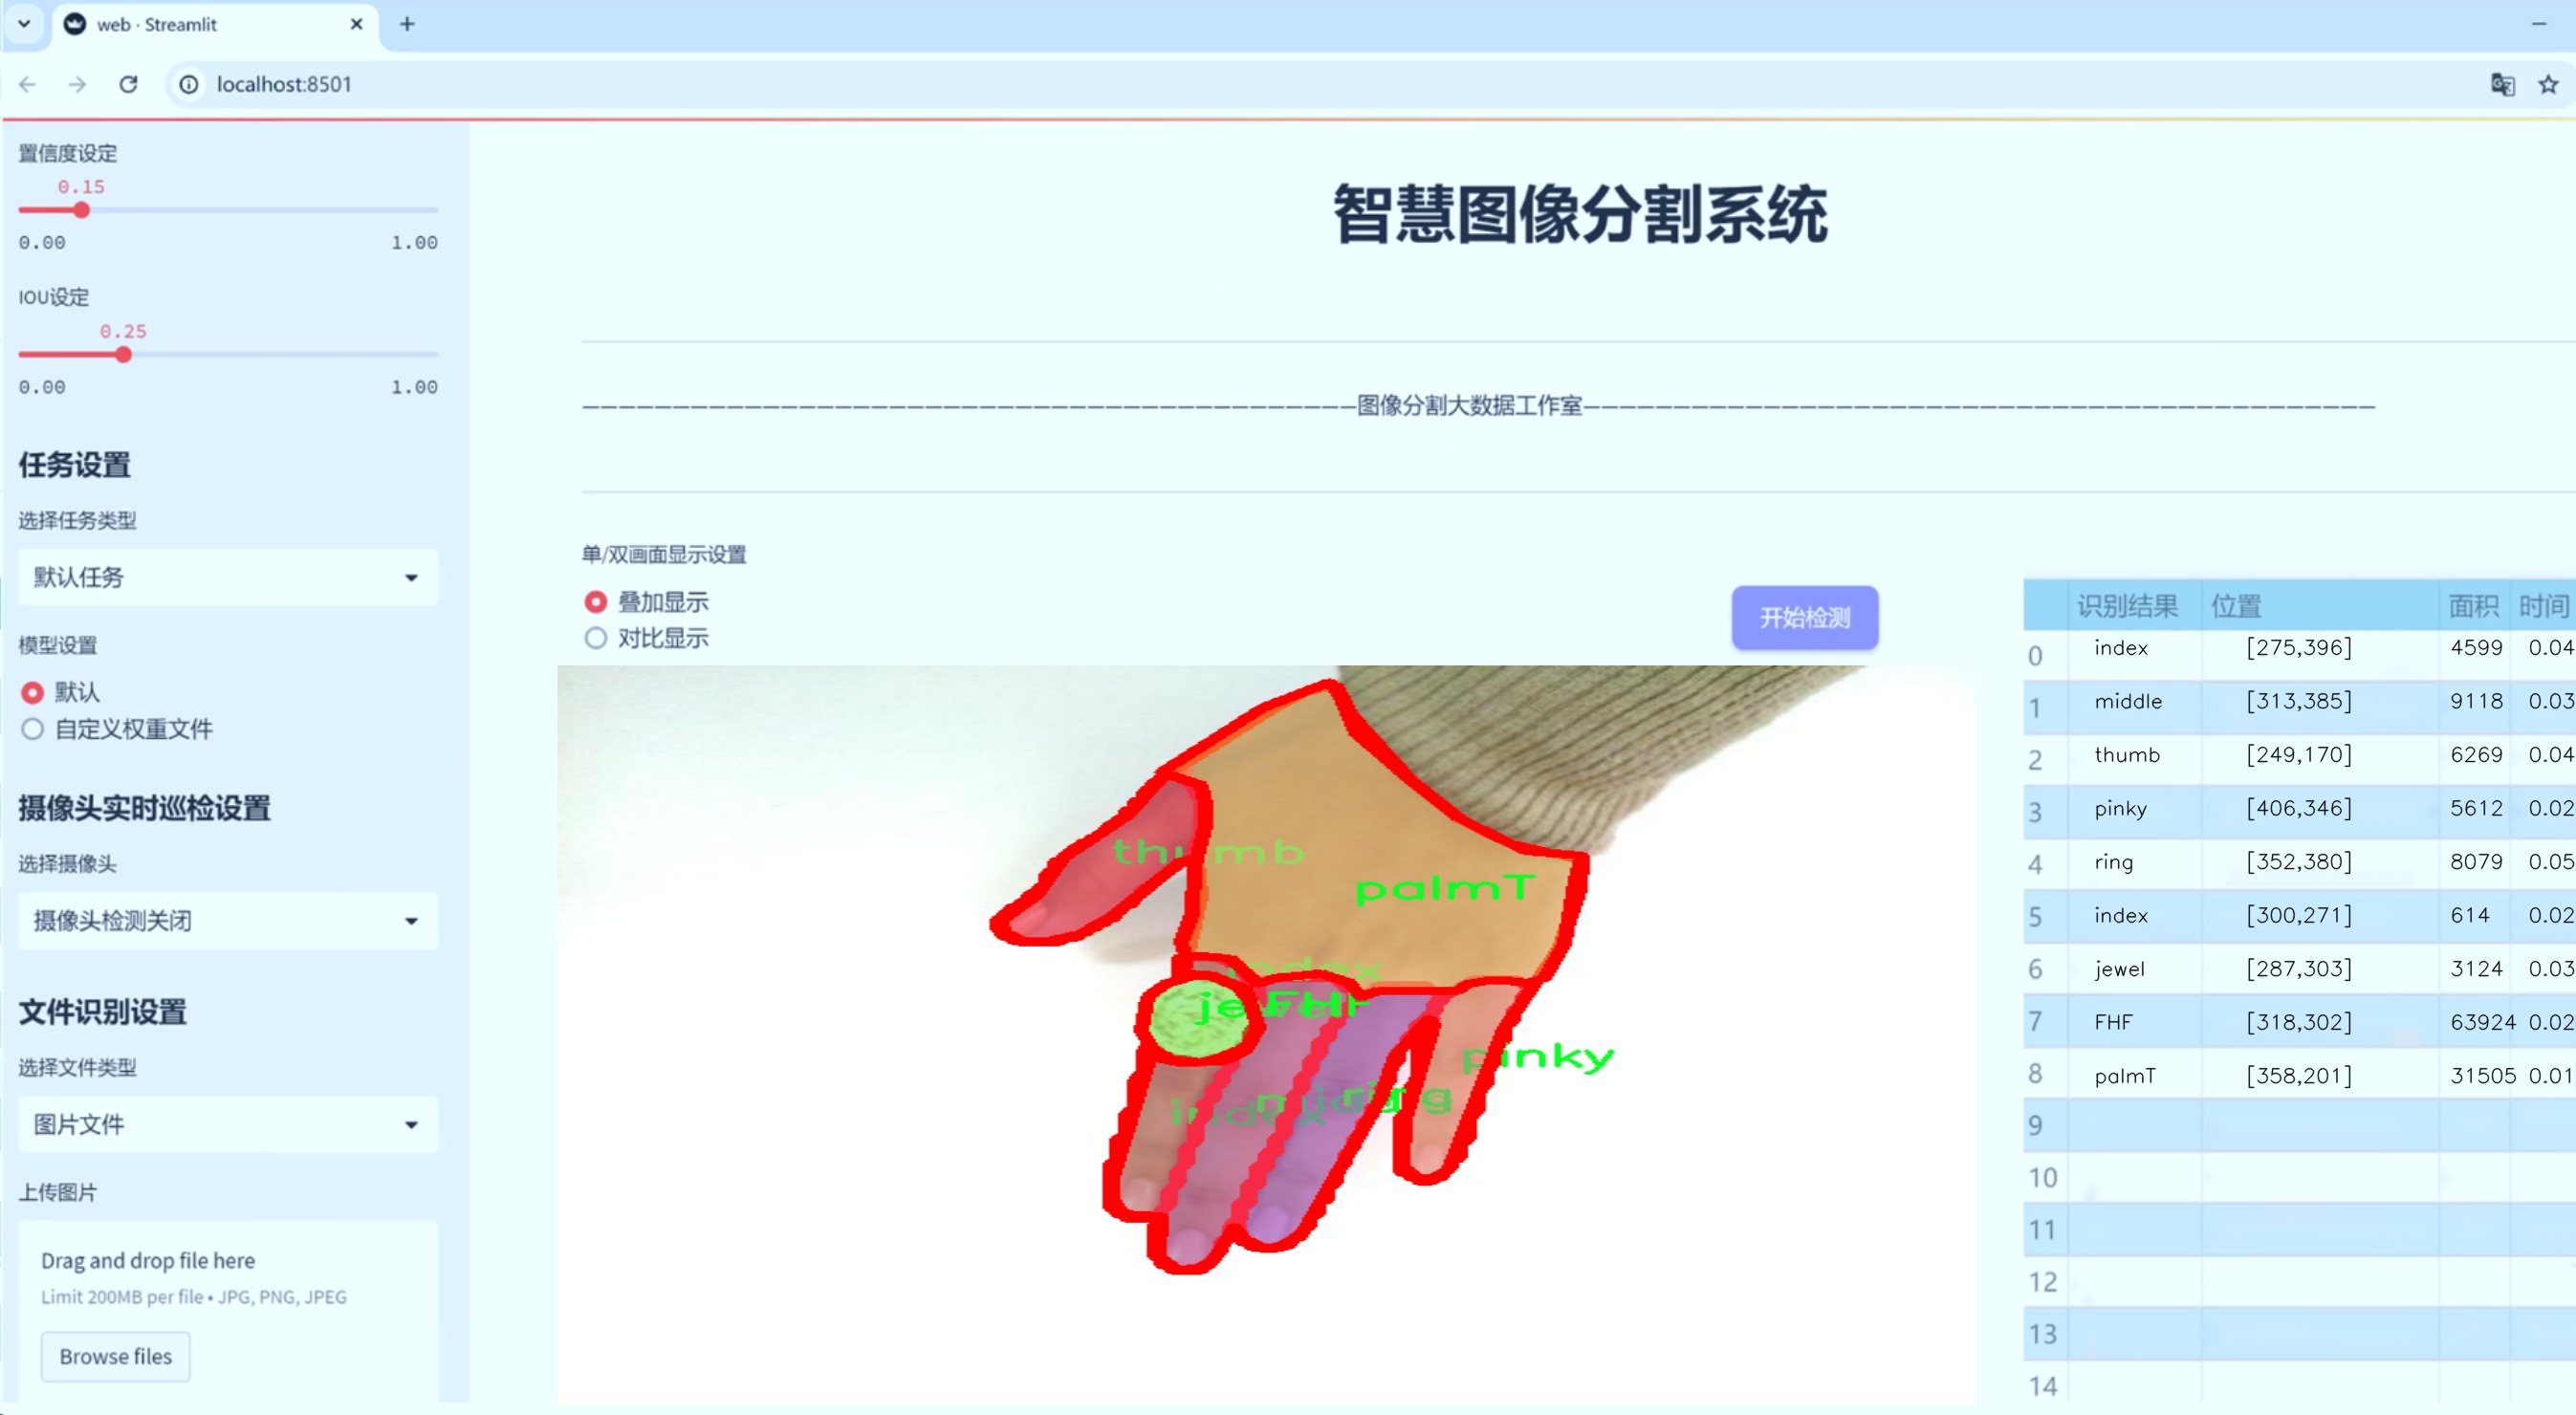 web · Streamlit
localhost:8501
置信度设定
0.15
0.00 1.00
IOU设定
0.25
0.00 1.00
任务设置
选择任务类型
默认任务
模型设置
默认
自定义权重文件
摄像头实时巡检设置
选择摄像头
摄像头检测关闭
文件识别设置
选择文件类型
图片文件
上传图片
Drag and drop file here
Limit 200MB per file • JPG, PNG, JPEG
Browse files
智慧图像分割系统
图像分割大数据工作室
单/双画面显示设置
叠加显示
对比显示
开始检测
thumb
palmT
index
FHF
pinky
index
ring
识别结果 位置 面积 时间
0 index [275,396] 4599 0.04
1 middle [313,385] 9118 0.03
2 thumb [249,170] 6269 0.04
3 pinky [406,346] 5612 0.02
4 ring [352,380] 8079 0.05
5 index [300,271] 614 0.02
6 jewel [287,303] 3124 0.03
7 FHF [318,302] 63924 0.02
8 palmT [358,201] 31505 0.01
9
10
11
12
13
14